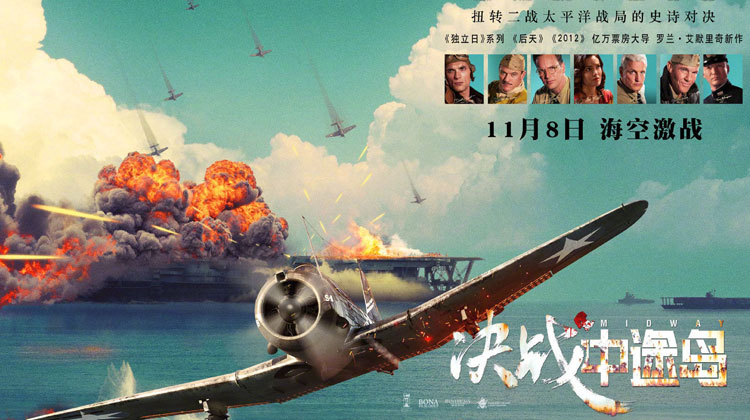 扭转二战太平洋战局的史诗对决
《独立日》系列 《后天》 《2012》 亿万票房大导 罗兰·艾默里奇新作
11月8日 海空激战
MIDWAY
决战中途岛
BONA